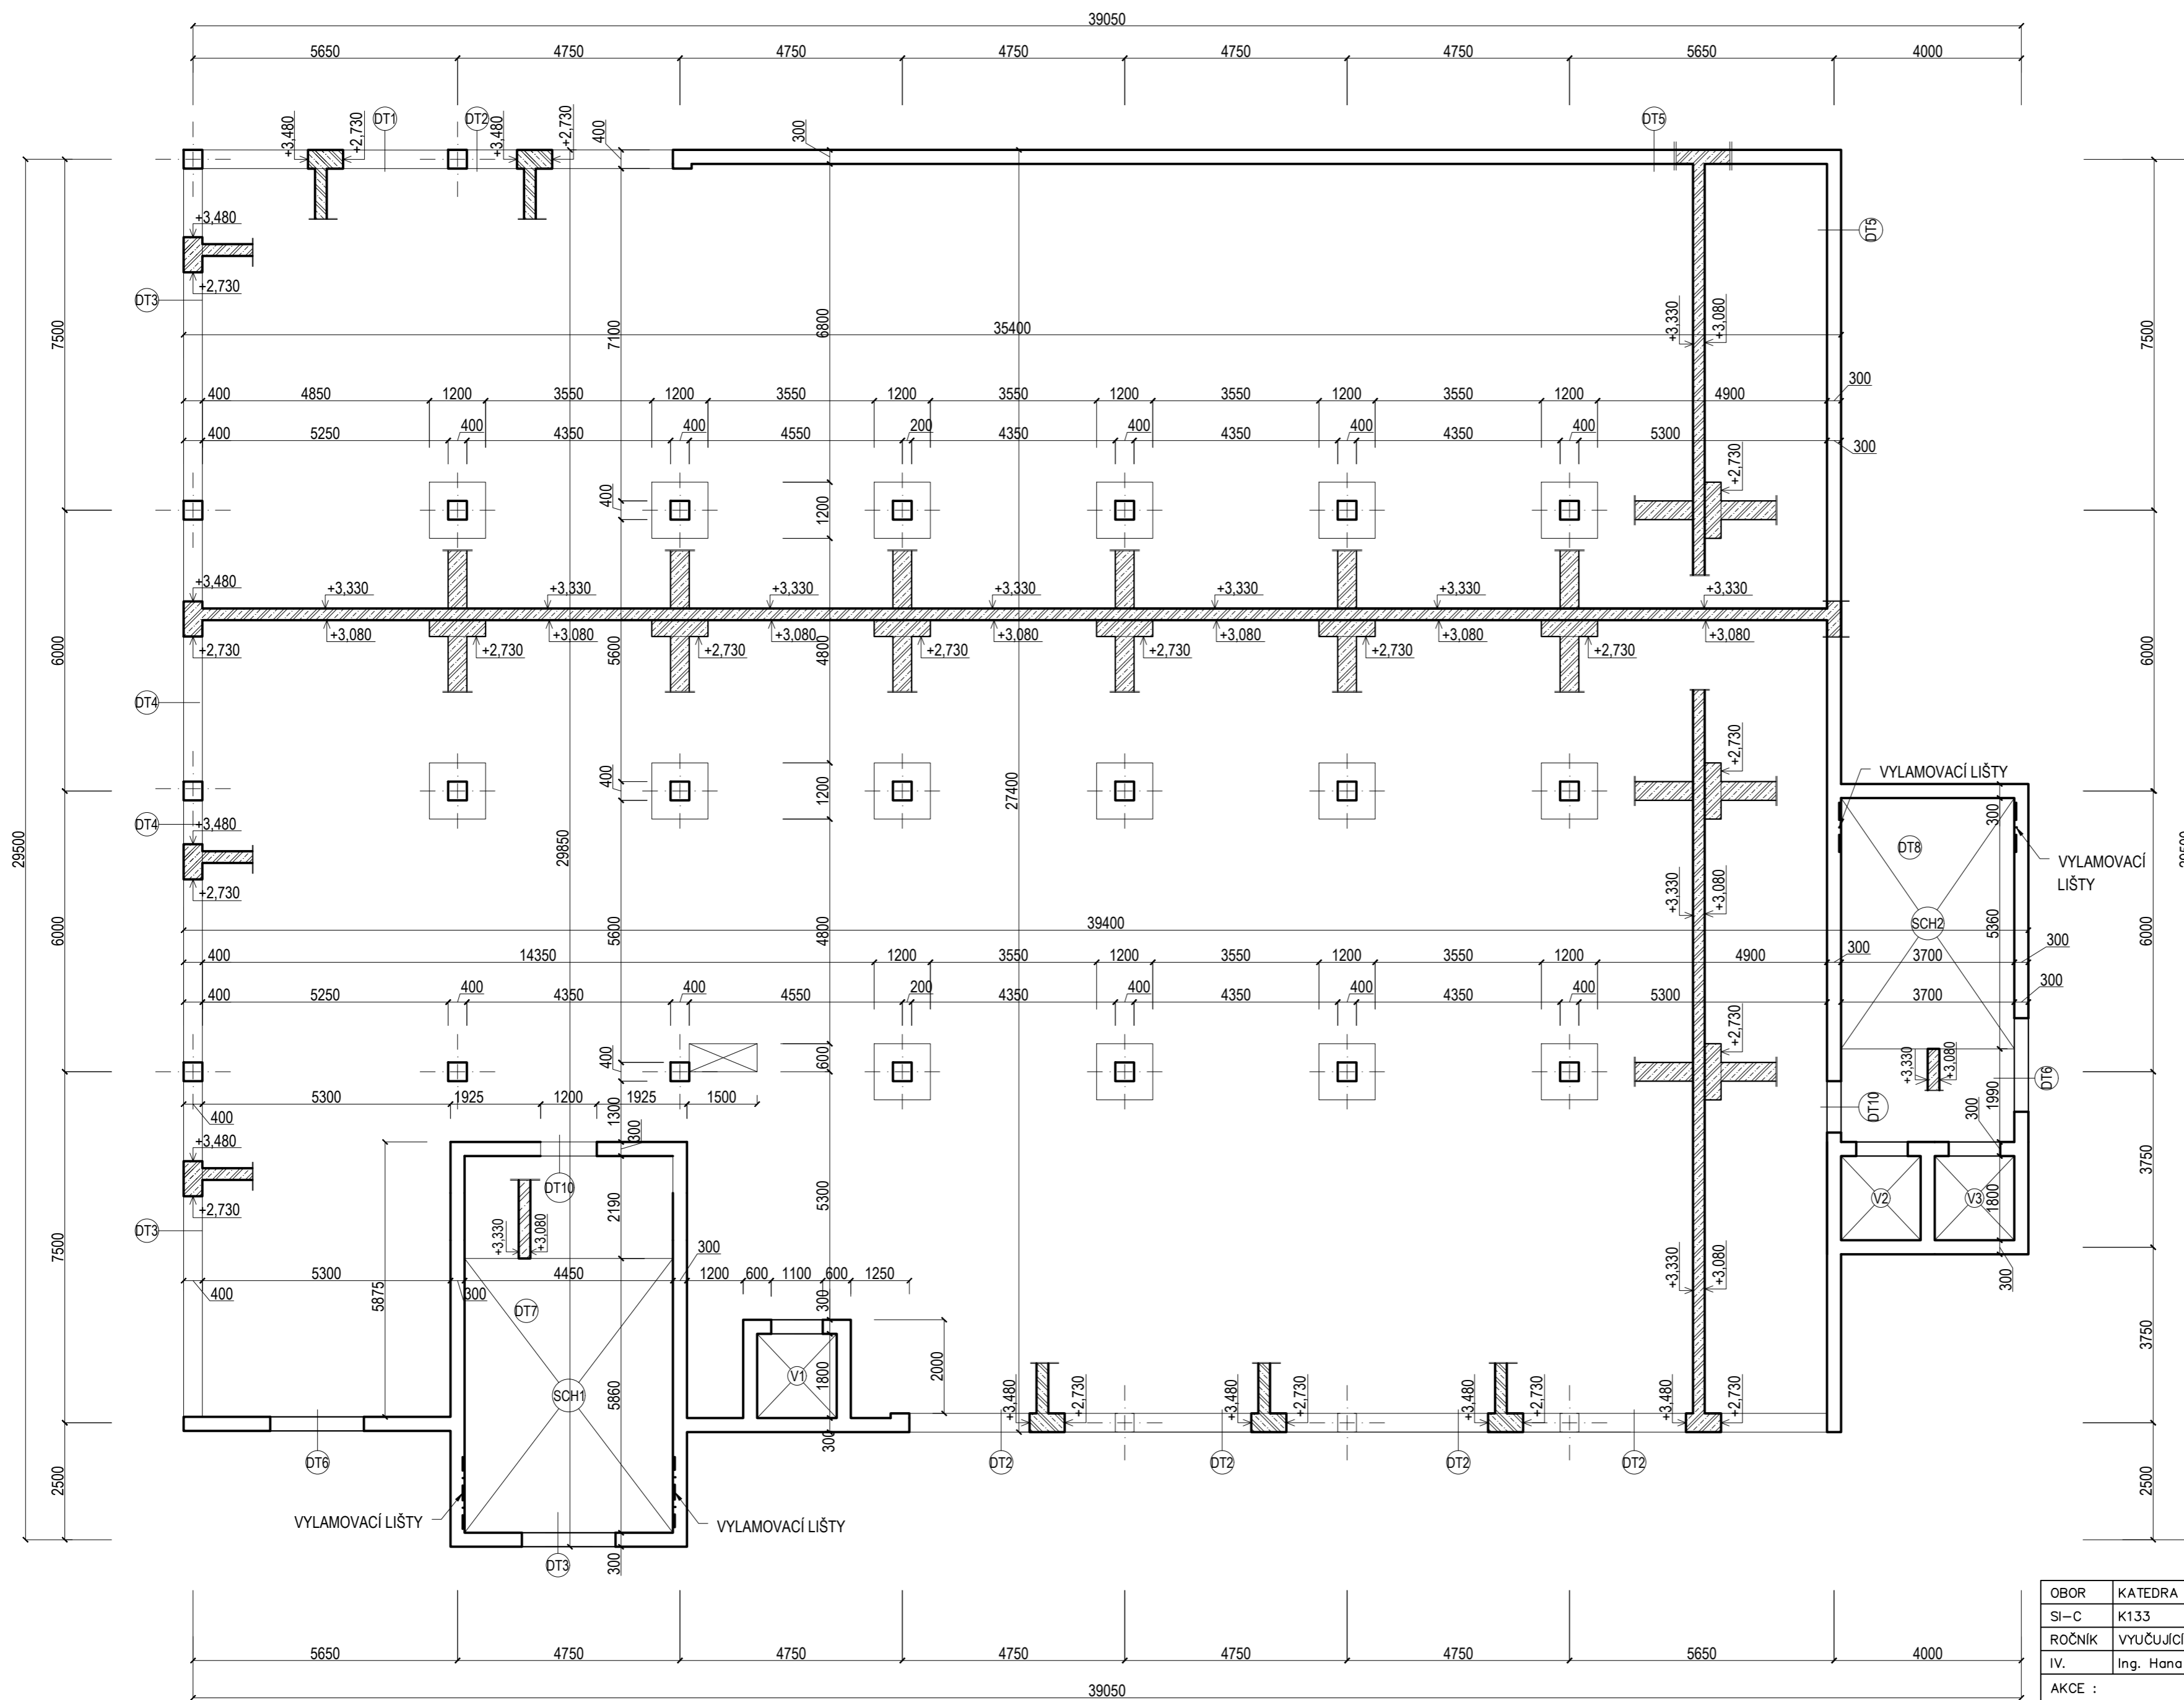 39050
5650 4750 4750 4750 4750 4750 5650 4000
+3,480 +2,730 DT1 DT2 +3,480 +2,730 400 300 DT5
+3,480
DT5
+2,730
DT3
7500 7100 6800 35400 +3,330 +3,080 7500
300
400 4850 1200 3550 1200 3550 1200 3550 1200 3550 1200 3550 1200 4900
400 400 200 400 400 400
400 5250 4350 4550 4350 4350 4350 5300
300
+2,730
400 1200
+3,480 +3,330 +3,330 +3,330 +3,330 +3,330 +3,330 +3,330
+3,080 +3,080 +3,080 +3,080 +3,080 +3,080 +3,080
+2,730 +2,730 +2,730 +2,730 +2,730 +2,730 +2,730
6000 5600 4800 6000
DT4
+2,730
VYLAMOVACÍ LIŠTY
400 1200 27400
300
DT4 +3,480
29500 29850 DT8
VYLAMOVACÍ
LIŠTY
+2,730
+3,330 +3,080
6000 5600 4800 39400 SCH2 5360 6000
300 300
400 14350 1200 3550 1200 3550 1200 3550 1200 4900 3700
400 400 200 400 400 400 300
400 5250 4350 4550 4350 4350 4350 5300 3700
+2,730
400 600
+3,330 +3,080 DT6
5300 1925 1200 1925 1500 1990
400 1300 300 DT10 300
+3,480
3750
DT10 V2 V3 1800
+2,730 2190 5300
DT3
7500 +3,330 +3,080 300 +3,330 +3,080 300
5300 4450 1200 600 1100 600 1250
400 300
5875 DT7 300
2000 3750
V1 1800
SCH1 5860 +3,480 +2,730 +3,480 +2,730 +3,480 +2,730 +3,480 +2,730
300
DT6 DT2 DT2 DT2 DT2
2500 2500
VYLAMOVACÍ LIŠTY VYLAMOVACÍ LIŠTY
DT3 300
OBOR KATEDRA
SI-C K133
ROČNÍK VYUČUJÍCÍ
IV. Ing. Hana
AKCE :
5650 4750 4750 4750 4750 4750 5650 4000
39050